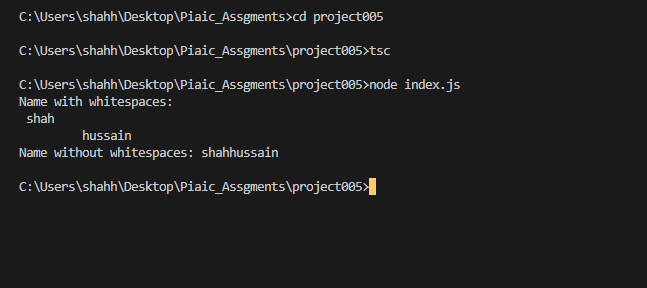 C:\Users\shahh\Desktop\Piaic_Assgments>cd project005
C:\Users\shahh\Desktop\Piaic_Assgments\project005>tsc
C:\Users\shahh\Desktop\Piaic_Assgments\project005>node index.js
Name with whitespaces:
 shah
         hussain
Name without whitespaces: shahhussain
C:\Users\shahh\Desktop\Piaic_Assgments\project005>